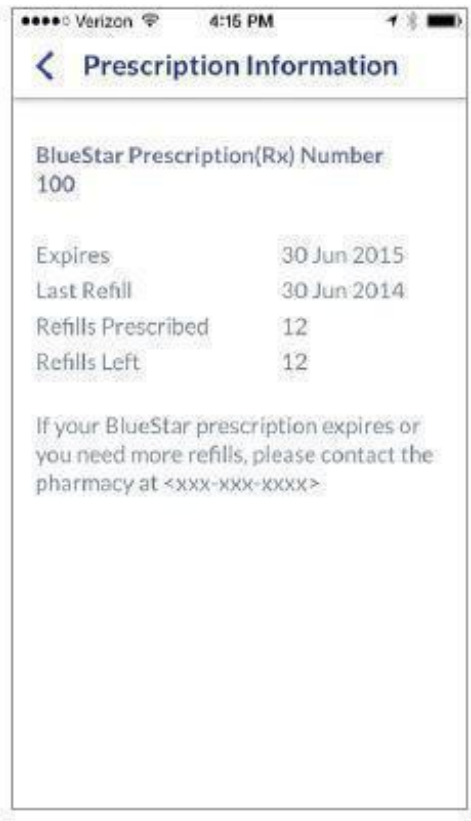 Verizon 4:15 PM
Prescription Information
BlueStar Prescription(Rx) Number
100
Expires 30 Jun 2015
Last Refill 30 Jun 2014
Refills Prescribed 12
Refills Left 12
If your BlueStar prescription expires or
you need more refills, please contact the
pharmacy at <xxx-xxx-xxxx>